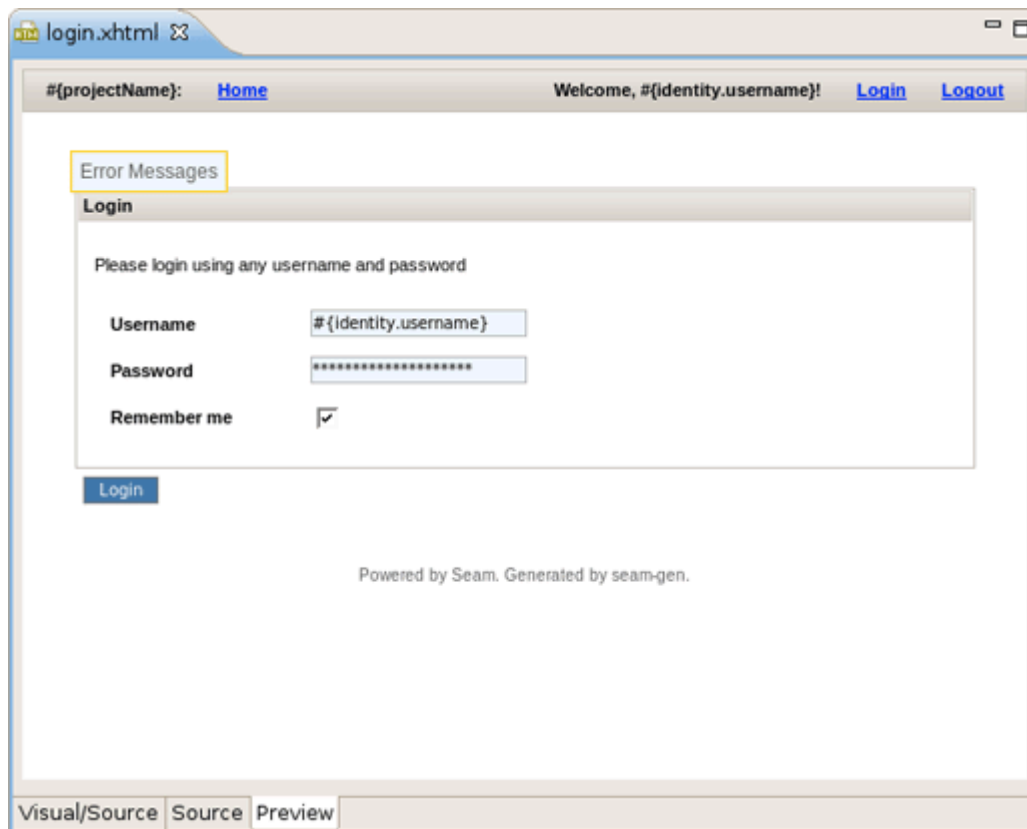 login.xhtml
#{projectName}: Home Welcome, #{identity.username}! Login Logout
Error Messages
Login
Please login using any username and password
Username #{identity.username}
Password ********************
Remember me
Login
Powered by Seam. Generated by seam-gen.
Visual/Source Source Preview